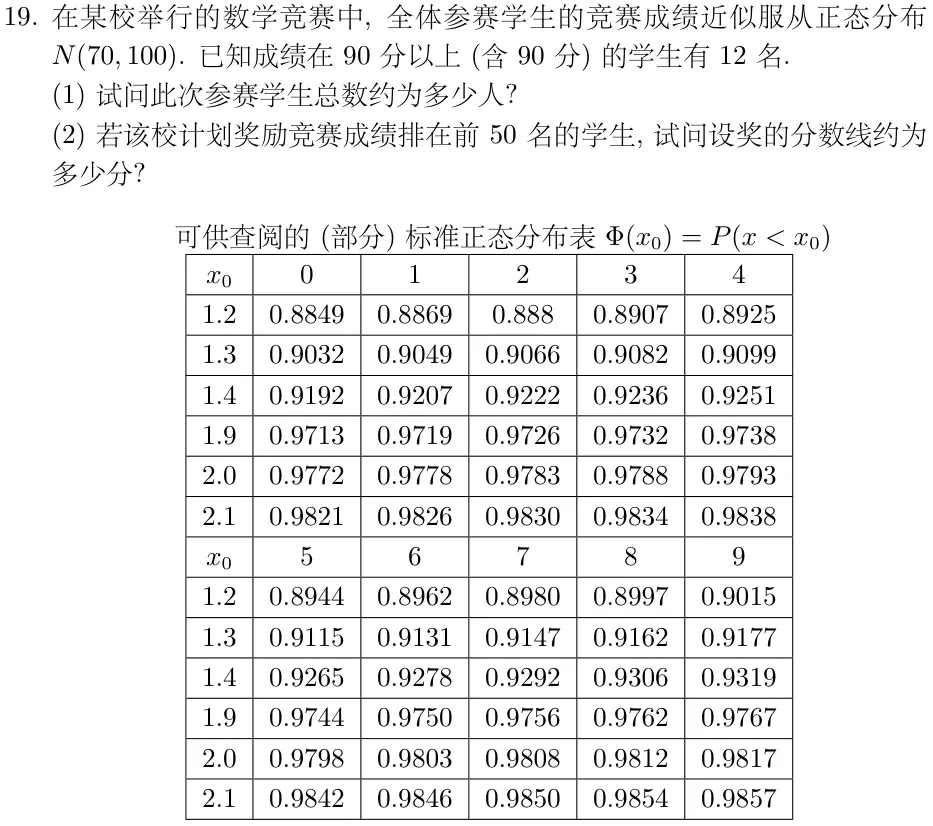 19. 在某校举行的数学竞赛中, 全体参赛学生的竞赛成绩近似服从正态分布
N(70, 100). 已知成绩在 90 分以上 (含 90 分) 的学生有 12 名.
(1) 试问此次参赛学生总数约为多少人?
(2) 若该校计划奖励竞赛成绩排在前 50 名的学生, 试问设奖的分数线约为
多少分?
可供查阅的 (部分) 标准正态分布表 Φ(x₀) = P(x < x₀)
x₀ 0 1 2 3 4
1.2 0.8849 0.8869 0.888 0.8907 0.8925
1.3 0.9032 0.9049 0.9066 0.9082 0.9099
1.4 0.9192 0.9207 0.9222 0.9236 0.9251
1.9 0.9713 0.9719 0.9726 0.9732 0.9738
2.0 0.9772 0.9778 0.9783 0.9788 0.9793
2.1 0.9821 0.9826 0.9830 0.9834 0.9838
x₀ 5 6 7 8 9
1.2 0.8944 0.8962 0.8980 0.8997 0.9015
1.3 0.9115 0.9131 0.9147 0.9162 0.9177
1.4 0.9265 0.9278 0.9292 0.9306 0.9319
1.9 0.9744 0.9750 0.9756 0.9762 0.9767
2.0 0.9798 0.9803 0.9808 0.9812 0.9817
2.1 0.9842 0.9846 0.9850 0.9854 0.9857